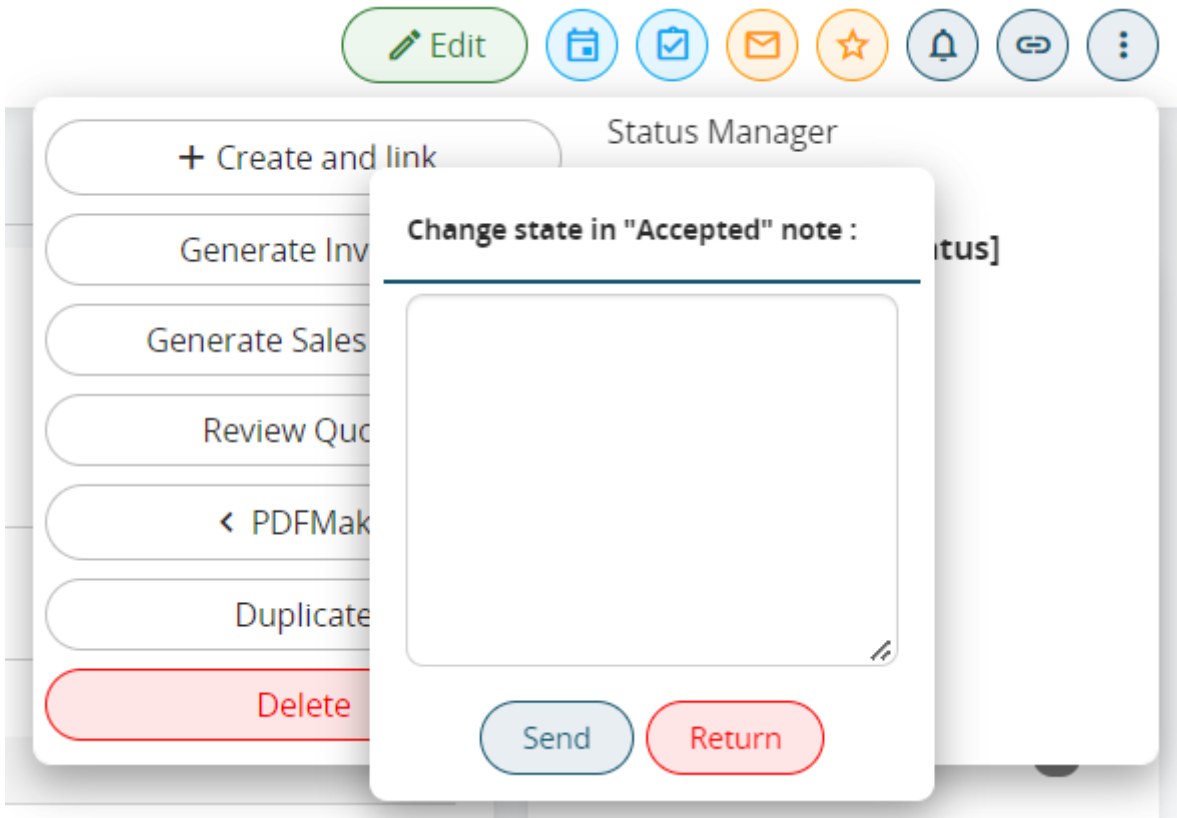 Edit
Status Manager
+ Create and link
Change state in "Accepted" note :
Generate Inv
tus]
Generate Sales
Review Quo
< PDFMak
Duplicate
Delete
Send
Return